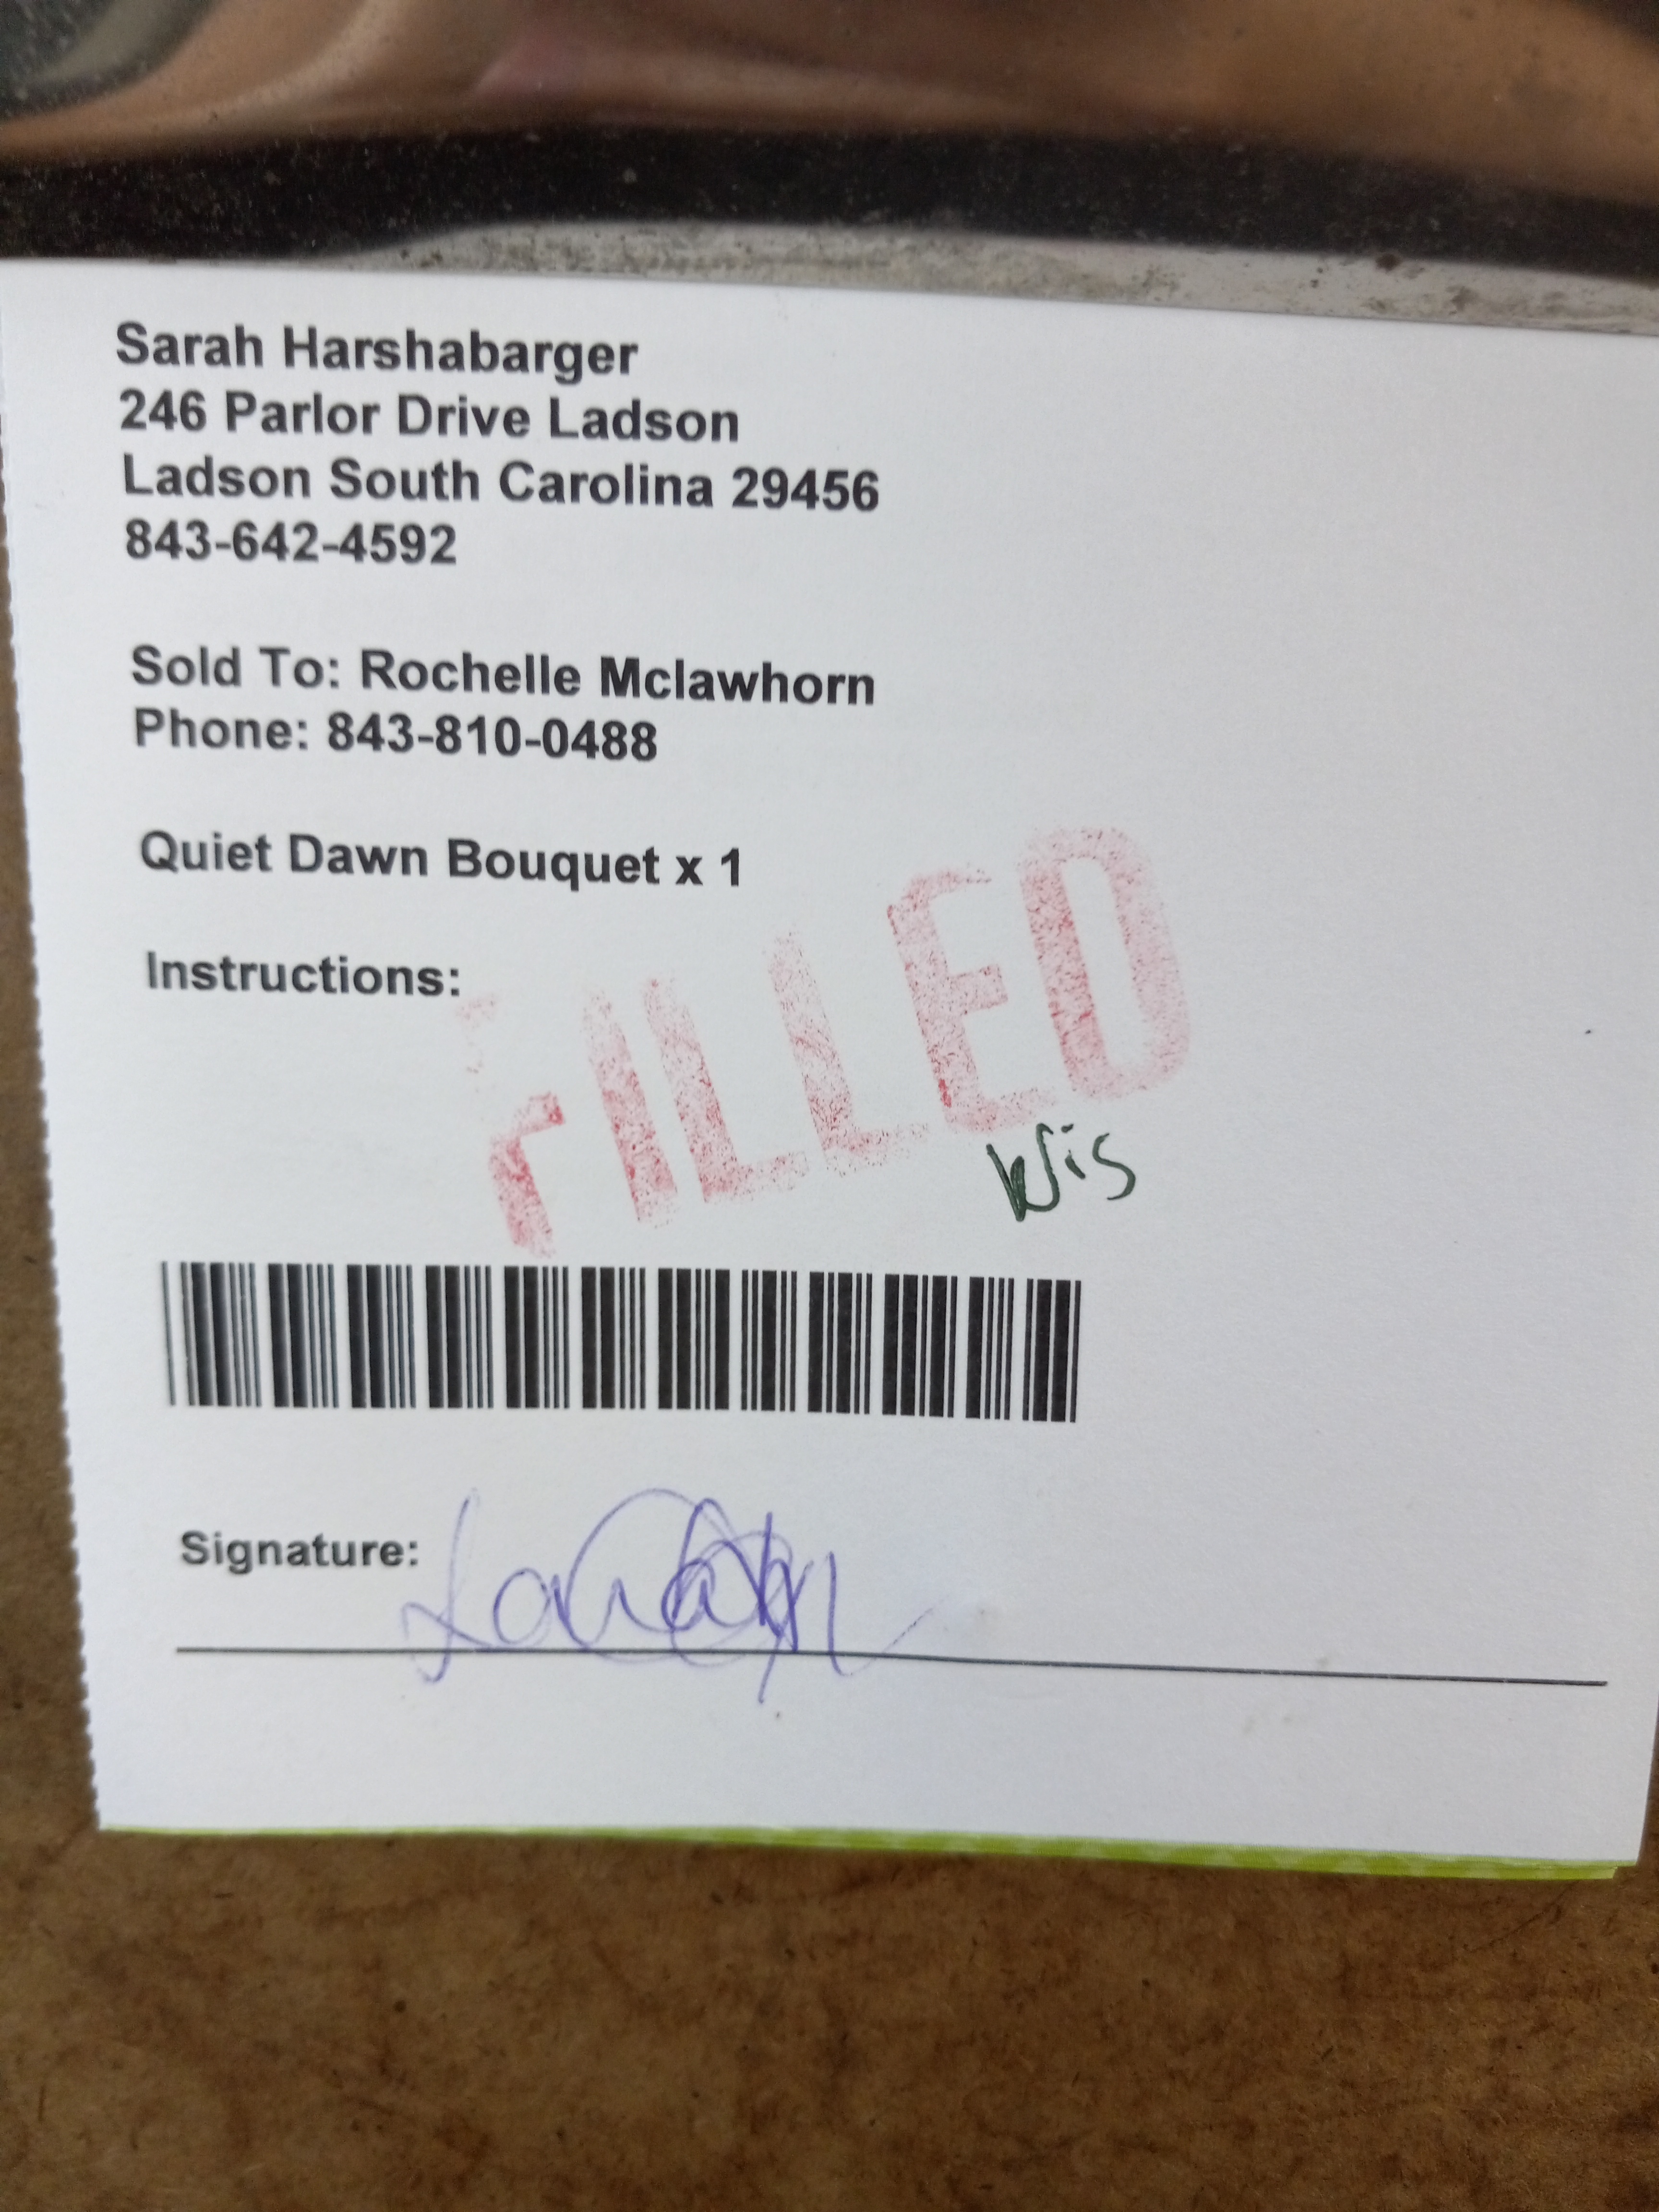 Sarah Harshabarger
246 Parlor Drive Ladson
Ladson South Carolina 29456
843-642-4592
Sold To: Rochelle Mclawhorn
Phone: 843-810-0488
Quiet Dawn Bouquet x 1
Instructions:
FILLED
Signature: